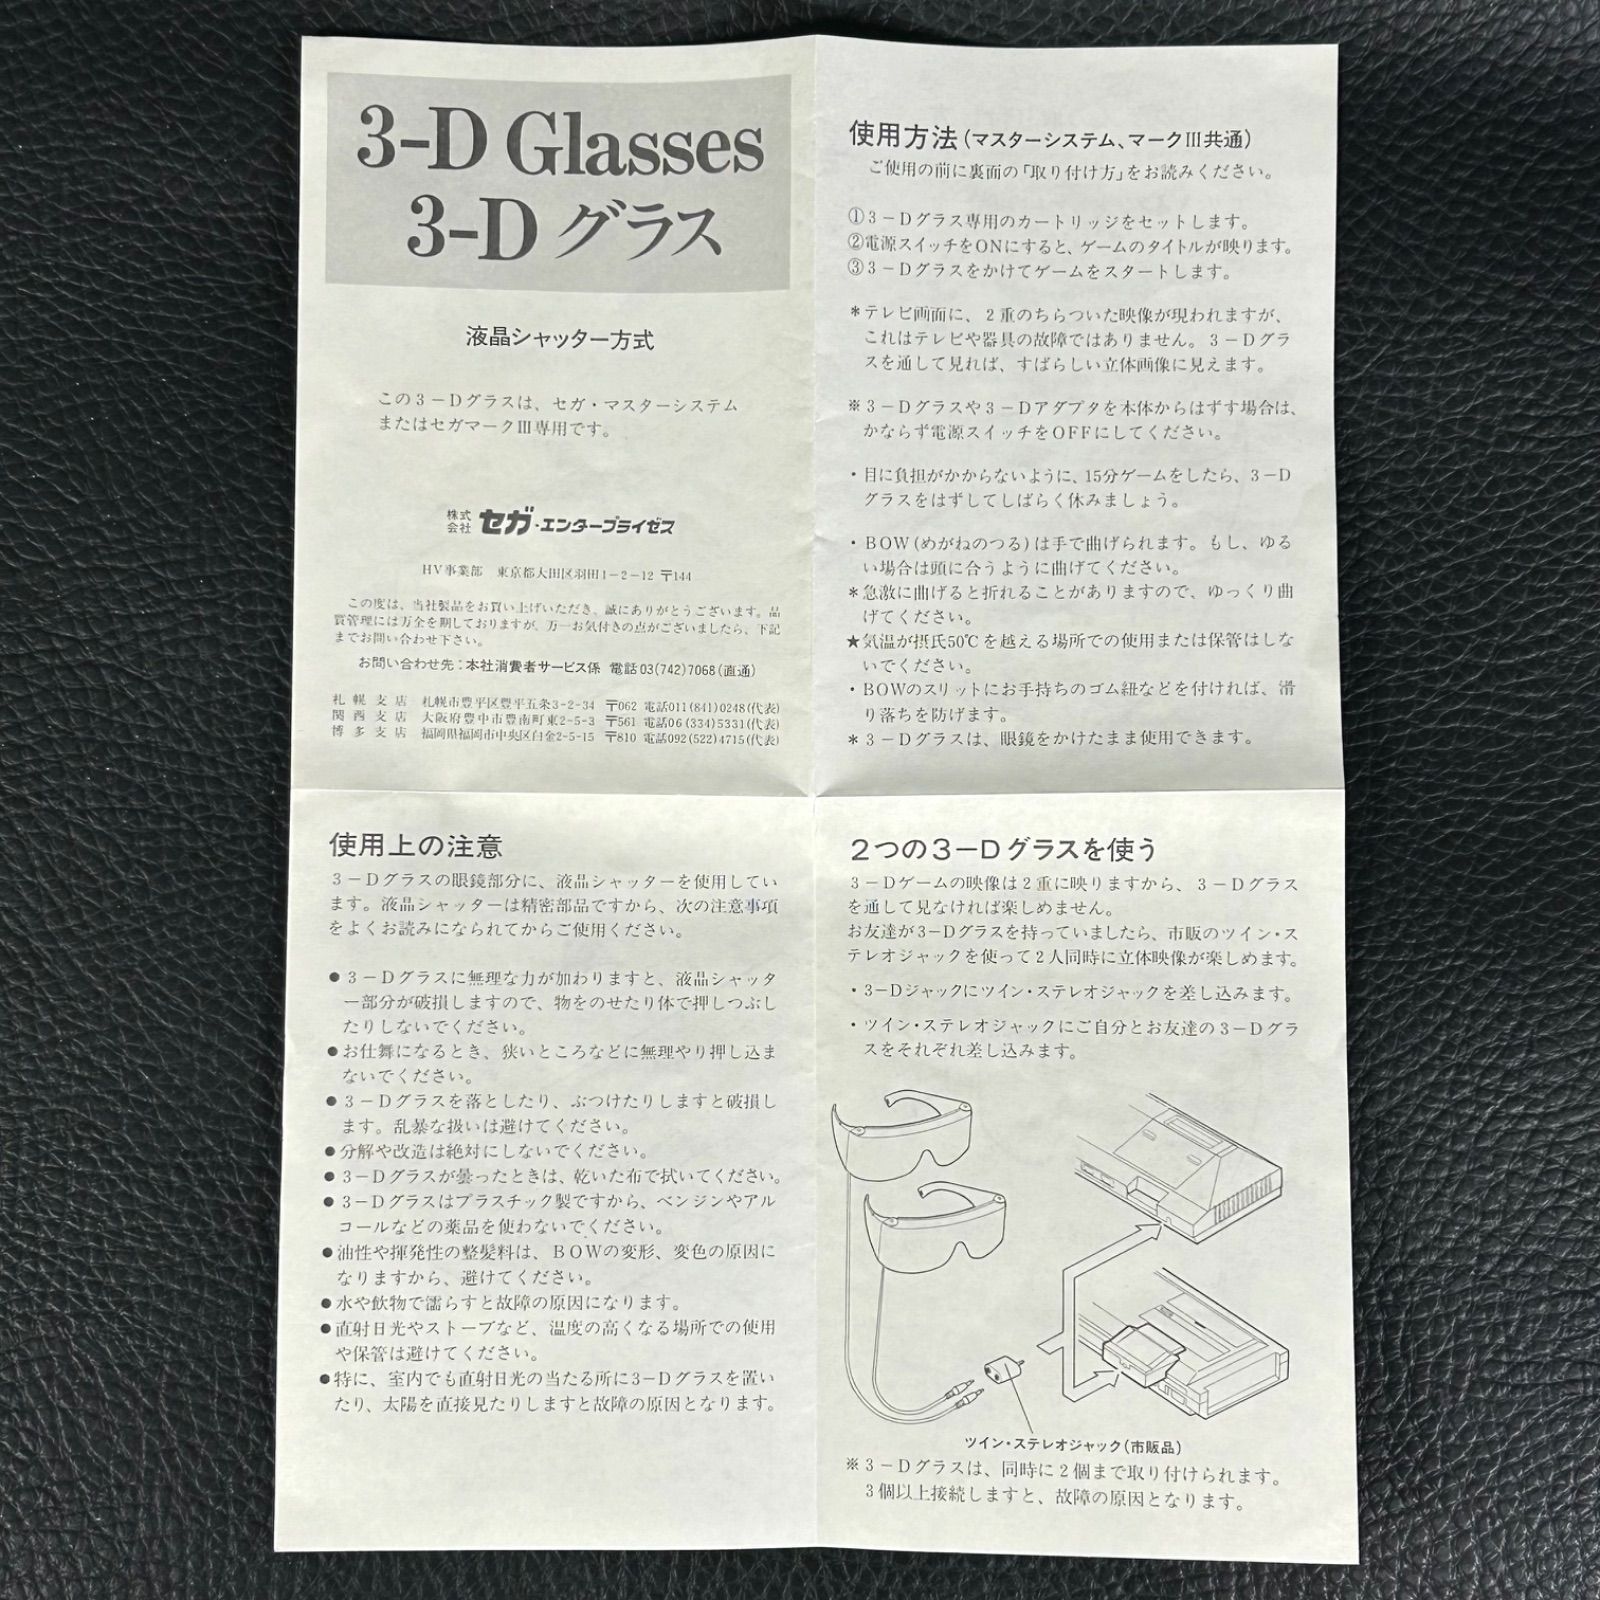 3-D Glasses
3-D グラス
液晶シャッター方式
この3－Dグラスは、セガ・マスターシステム
またはセガマークIII専用です。
株式会社 セガ・エンタープライゼス
HV事業部　東京都大田区羽田1－2－12 〒144
この度は、当社製品をお買い上げいただき、誠にありがとうございます。品
質管理には万全を期しておりますが、万一お気付きの点がございましたら、下記
までお問い合わせ下さい。
お問い合わせ先：本社消費者サービス係 電話03(742)7068(直通)
札幌支店　札幌市豊平区豊平五条3-2-34　〒062 電話011(841)0248(代表)
関西支店　大阪府豊中市豊南町東2-5-3　〒561 電話06(334)5331(代表)
博多支店　福岡県福岡市中央区白金2-5-15　〒810 電話092(522)4715(代表)
使用方法(マスターシステム、マークIII共通)
ご使用の前に裏面の「取り付け方」をお読みください。
①3－Dグラス専用のカートリッジをセットします。
②電源スイッチをONにすると、ゲームのタイトルが映ります。
③3－Dグラスをかけてゲームをスタートします。
＊テレビ画面に、2重のちらついた映像が現われますが、
これはテレビや器具の故障ではありません。3－Dグラ
スを通して見れば、すばらしい立体画像に見えます。
※3－Dグラスや3－Dアダプタを本体からはずす場合は、
かならず電源スイッチをOFFにしてください。
・目に負担がかからないように、15分ゲームをしたら、3－D
グラスをはずしてしばらく休みましょう。
・BOW(めがねのつる)は手で曲げられます。もし、ゆる
い場合は頭に合うように曲げてください。
＊急激に曲げると折れることがありますので、ゆっくり曲
げてください。
★気温が摂氏50℃を越える場所での使用または保管はしな
いでください。
・BOWのスリットにお手持ちのゴム紐などを付ければ、滑
り落ちを防げます。
＊3－Dグラスは、眼鏡をかけたまま使用できます。
使用上の注意
3－Dグラスの眼鏡部分に、液晶シャッターを使用してい
ます。液晶シャッターは精密部品ですから、次の注意事項
をよくお読みになられてからご使用ください。
●3－Dグラスに無理な力が加わりますと、液晶シャッタ
ー部分が破損しますので、物をのせたり体で押しつぶし
たりしないでください。
●お仕舞になるとき、狭いところなどに無理やり押し込ま
ないでください。
●3－Dグラスを落としたり、ぶつけたりしますと破損し
ます。乱暴な扱いは避けてください。
●分解や改造は絶対にしないでください。
●3－Dグラスが曇ったときは、乾いた布で拭いてください。
●3－Dグラスはプラスチック製ですから、ベンジンやアル
コールなどの薬品を使わないでください。
●油性や揮発性の整髪料は、BOWの変形、変色の原因に
なりますから、避けてください。
●水や飲物で濡らすと故障の原因になります。
●直射日光やストーブなど、温度の高くなる場所での使用
や保管は避けてください。
●特に、室内でも直射日光の当たる所に3－Dグラスを置い
たり、太陽を直接見たりしますと故障の原因となります。
2つの3－Dグラスを使う
3－Dゲームの映像は2重に映りますから、3－Dグラス
を通して見なければ楽しめません。
お友達が3－Dグラスを持っていましたら、市販のツイン・ス
テレオジャックを使って2人同時に立体映像が楽しめます。
・3－Dジャックにツイン・ステレオジャックを差し込みます。
・ツイン・ステレオジャックにご自分とお友達の3－Dグラ
スをそれぞれ差し込みます。
ツイン・ステレオジャック(市販品)
※3－Dグラスは、同時に2個まで取り付けられます。
3個以上接続しますと、故障の原因となります。